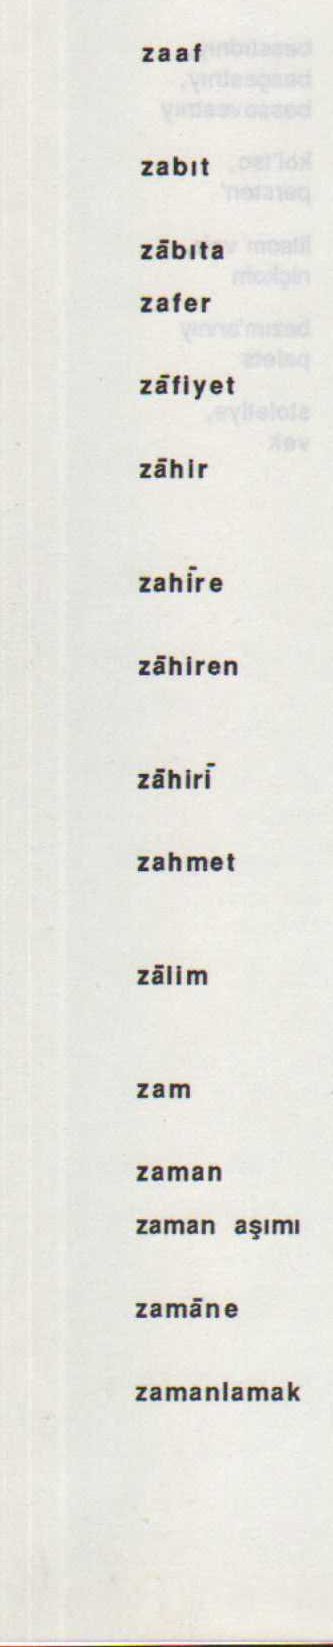 zaaf
zabıt
zābıta
zafer
zāfiyet
zāhir
zahīre
zāhiren
zāhirī
zahmet
zālim
zam
zaman
zaman aşımı
zamāne
zamanlamak